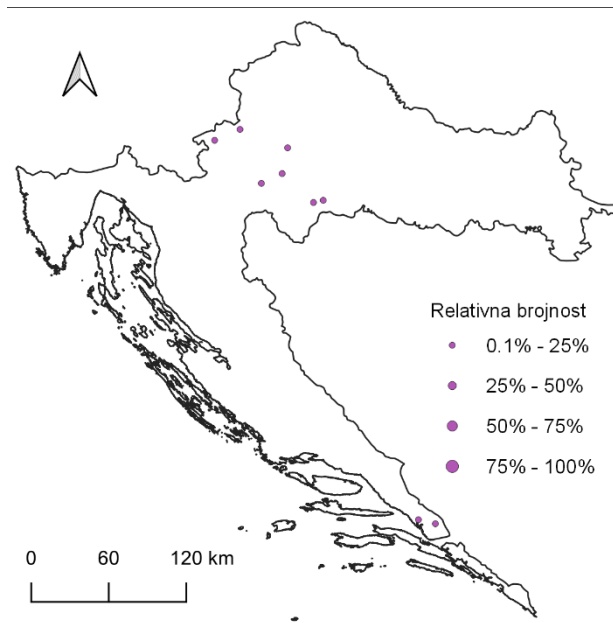 Relativna brojnost
0.1% - 25%
25% - 50%
50% - 75%
75% - 100%
0 60 120 km